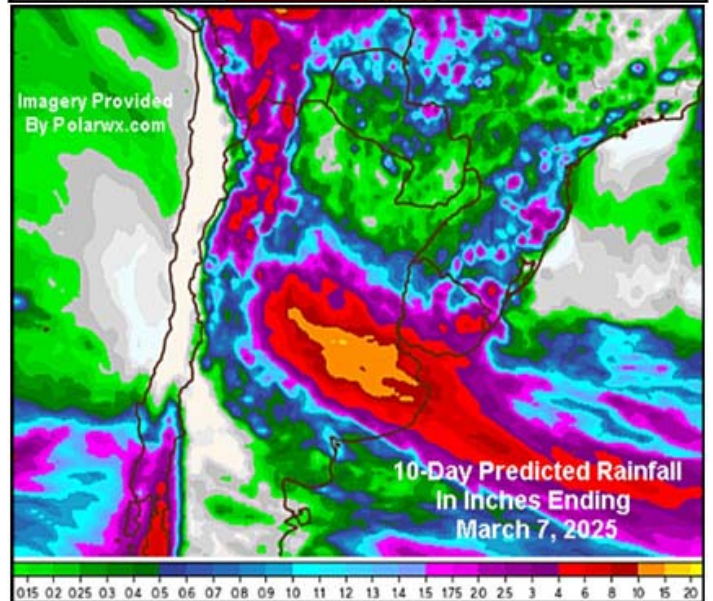 Imagery Provided
By Polarwx.com
10-Day Predicted Rainfall
In Inches Ending
March 7, 2025
015 02 025 03 04 05 06 07 08 09 10 11 12 13 14 15 175 20 25 3 4 6 8 10 15 20